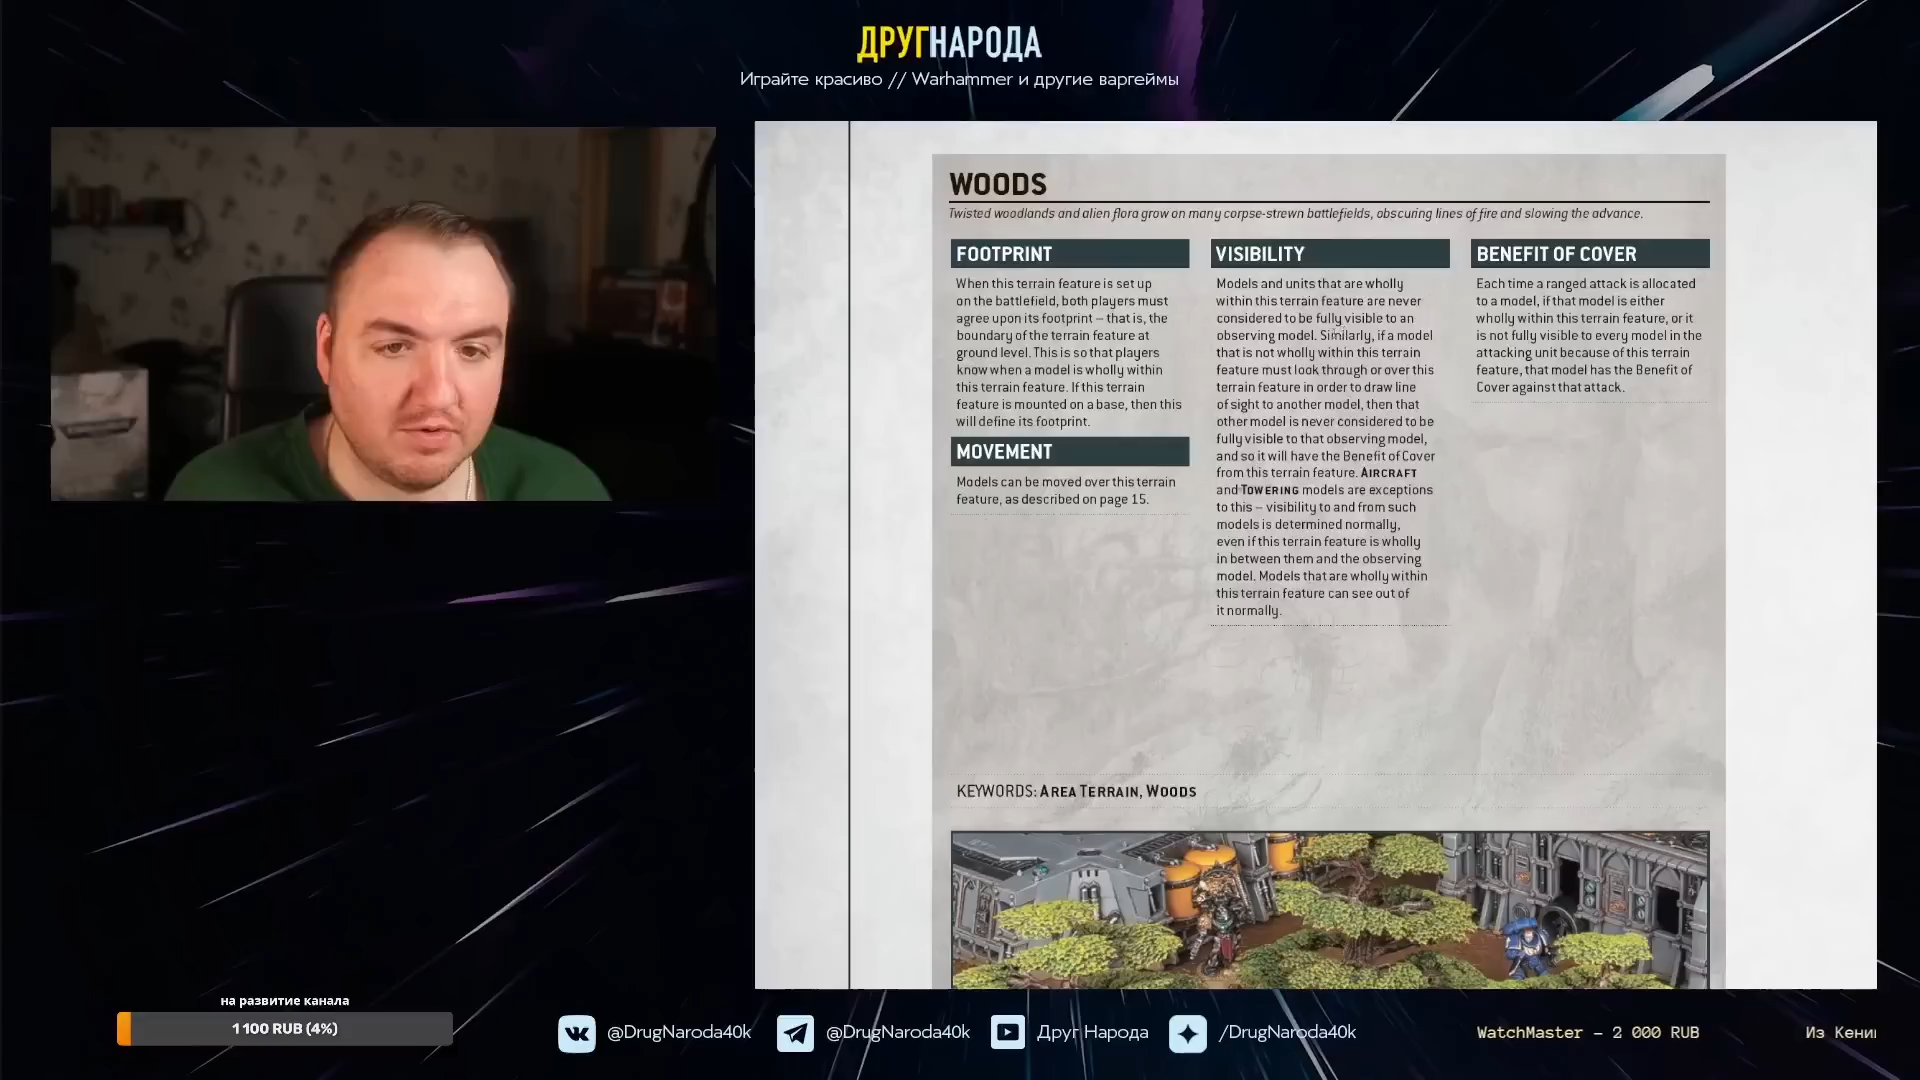 ДРУГНАРОДА
Играйте красиво // Warhammer и другие варгеймы
WOODS
Twisted woodlands and alien flora grow on many corpse-strewn battlefields, obscuring lines of fire and slowing the advance.
FOOTPRINT
When this terrain feature is set up
on the battlefield, both players must
agree upon its footprint – that is, the
boundary of the terrain feature at
ground level. This is so that players
know when a model is wholly within
this terrain feature. If this terrain
feature is mounted on a base, then this
will define its footprint.
MOVEMENT
Models can be moved over this terrain
feature, as described on page 15.
VISIBILITY
Models and units that are wholly
within this terrain feature are never
considered to be fully visible to an
observing model. Similarly, if a model
that is not wholly within this terrain
feature must look through or over this
terrain feature in order to draw line
of sight to another model, then that
other model is never considered to be
fully visible to that observing model,
and so it will have the Benefit of Cover
from this terrain feature. AIRCRAFT
and TOWERING models are exceptions
to this – visibility to and from such
models is determined normally,
even if this terrain feature is wholly
in between them and the observing
model. Models that are wholly within
this terrain feature can see out of
it normally.
BENEFIT OF COVER
Each time a ranged attack is allocated
to a model, if that model is either
wholly within this terrain feature, or it
is not fully visible to every model in the
attacking unit because of this terrain
feature, that model has the Benefit of
Cover against that attack.
KEYWORDS: AREA TERRAIN, WOODS
на развитие канала
1 100 RUB (4%)
@DrugNaroda40k
@DrugNaroda40k
Друг Народа
/DrugNaroda40k
WatchMaster – 2 000 RUB
Из Кени